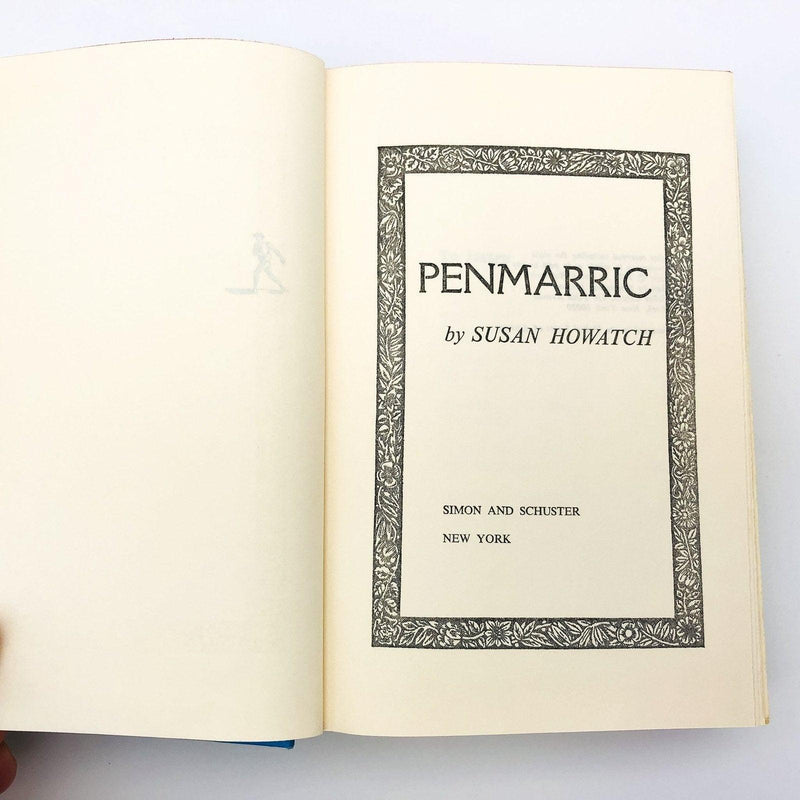 PENMARRIC
by SUSAN HOWATCH
SIMON AND SCHUSTER
NEW YORK